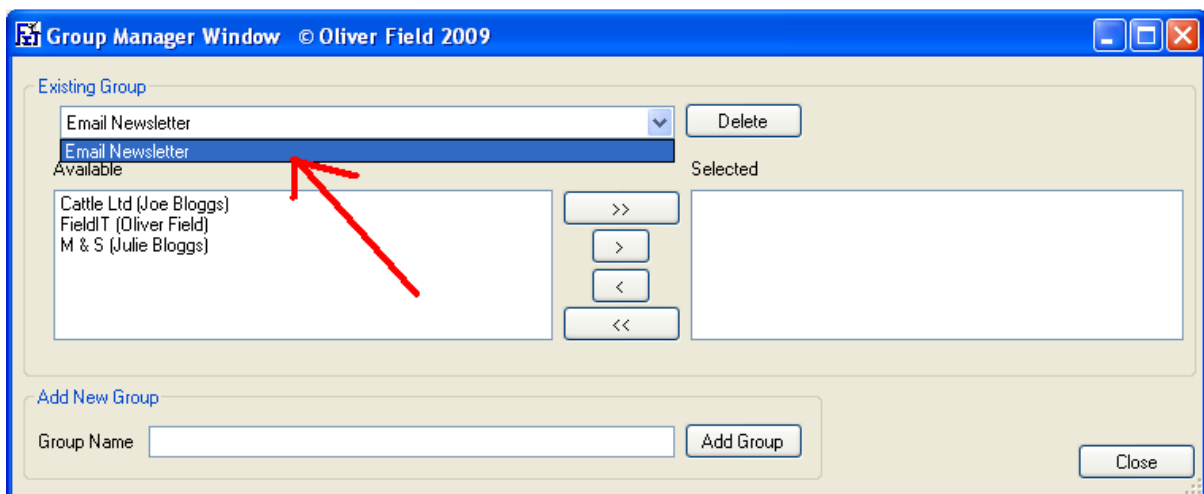 Group Manager Window © Oliver Field 2009
Existing Group
Email Newsletter
Delete
Email Newsletter
Available
Selected
Cattle Ltd (Joe Bloggs)
FieldIT (Oliver Field)
M & S (Julie Bloggs)
>>
>
<
<<
Add New Group
Group Name
Add Group
Close